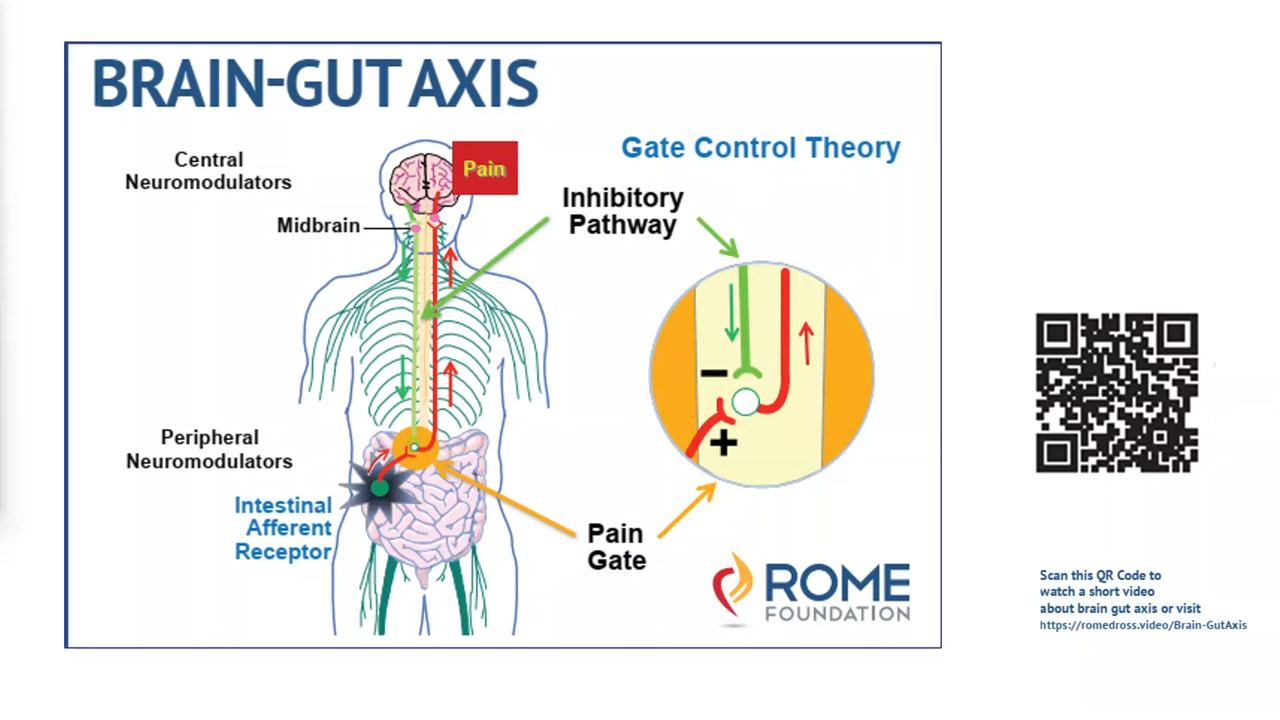 BRAIN-GUT AXIS
Central
Neuromodulators
Pain
Gate Control Theory
Inhibitory
Pathway
Midbrain
−
+
Peripheral
Neuromodulators
Intestinal
Afferent
Receptor
Pain
Gate
ROME
FOUNDATION
Scan this QR Code to
watch a short video
about brain gut axis or visit
https://romedross.video/Brain-GutAxis